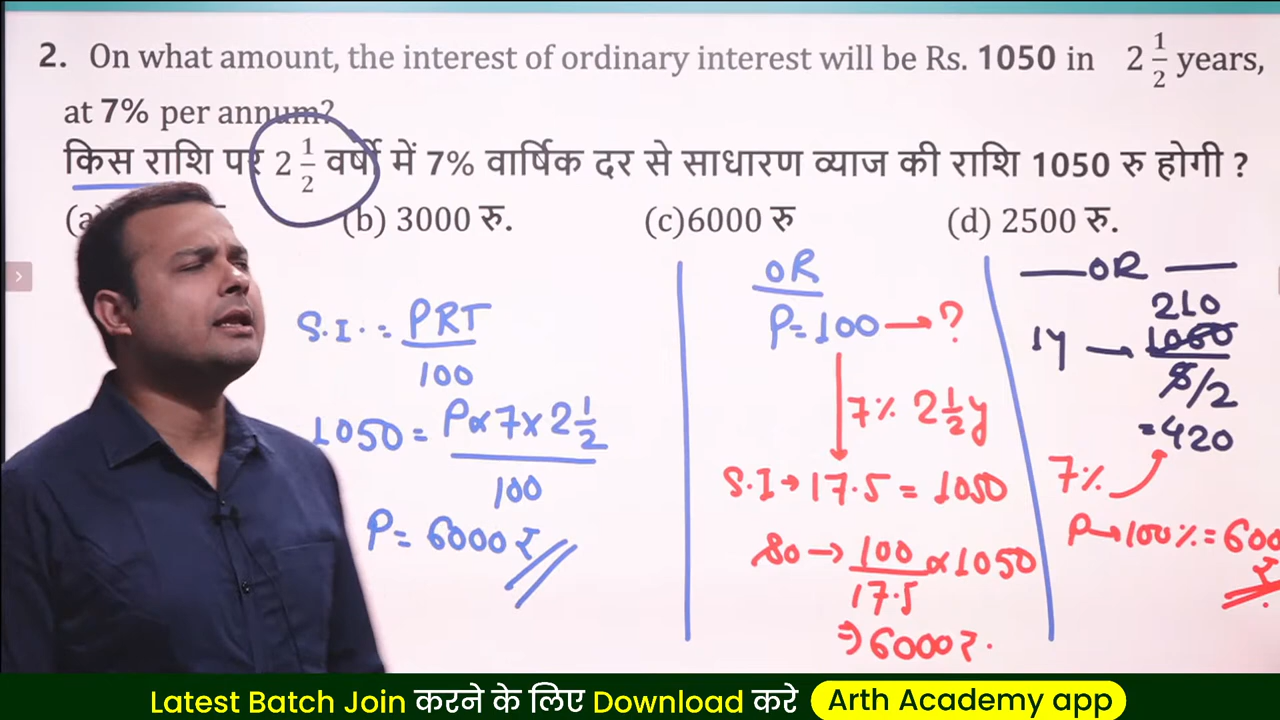 2. On what amount, the interest of ordinary interest will be Rs. 1050 in 2 1/2 years,
at 7% per annum?
किस राशि पर 2 1/2 वर्षो में 7% वार्षिक दर से साधारण व्याज की राशि 1050 रु होगी ?
(a) (b) 3000 रु. (c)6000 रु (d) 2500 रु.
S.I. = PRT
100
1050 = P×7×2 1/2
100
P = 6000 ₹
OR
P=100 → ?
7% 2 1/2 y
S.I → 17.5 = 1050
So → 100/17.5 × 1050
⇒ 6000 ₹.
OR
210
1y → 1050
5/2
=420
7%
P→100% = 600
₹
Latest Batch Join करने के लिए Download करे Arth Academy app